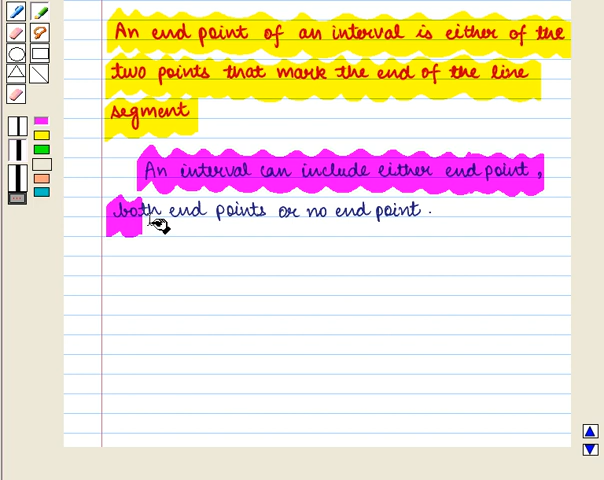 An end point of an interval is either of the
two points that mark the end of the line
segment
An interval can include either end point,
both end points or no end point.